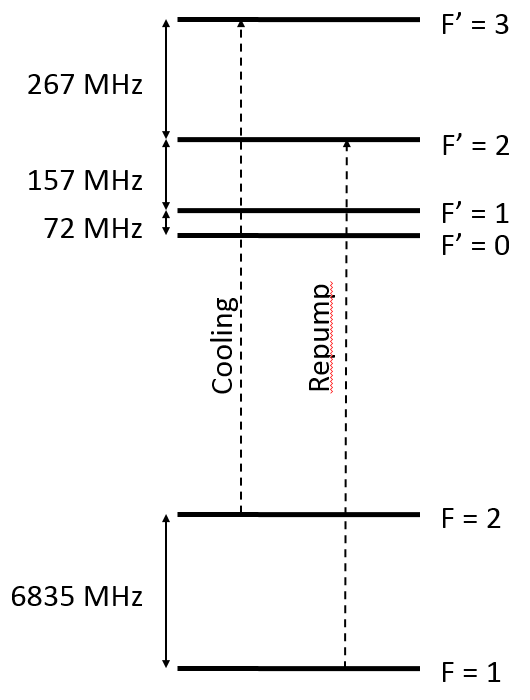 F’ = 3
267 MHz
F’ = 2
157 MHz
F’ = 1
72 MHz
F’ = 0
Cooling
Repump
F = 2
6835 MHz
F = 1